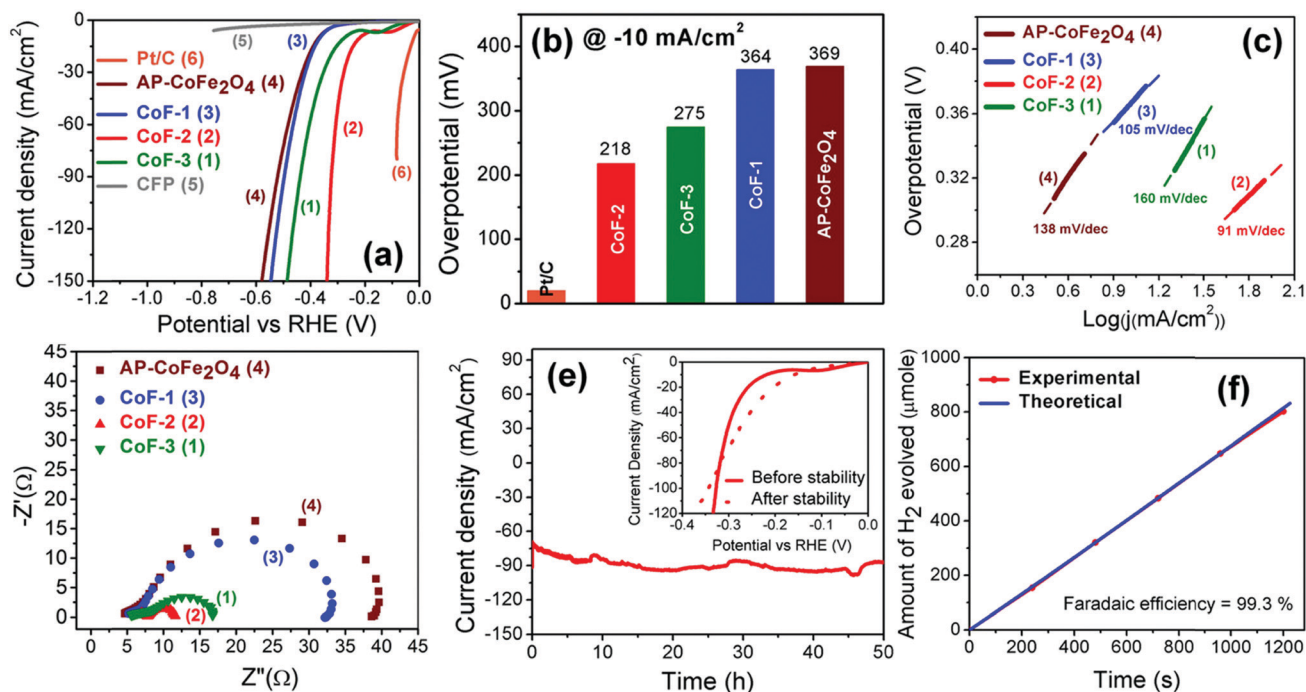 Current density (mA/cm²)
0
-30
-60
-90
-120
-150
(5)
(3)
Pt/C (6)
AP-CoFe₂O₄ (4)
CoF-1 (3)
CoF-2 (2)
CoF-3 (1)
CFP (5)
(2)
(6)
(4)
(1)
(a)
-1.2
-1.0
-0.8
-0.6
-0.4
-0.2
0.0
Potential vs RHE (V)
(b)
@ -10 mA/cm²
Overpotential (mV)
400
300
200
100
0
218
275
364
369
Pt/C
CoF-2
CoF-3
CoF-1
AP-CoFe₂O₄
(c)
AP-CoFe₂O₄ (4)
CoF-1 (3)
CoF-2 (2)
CoF-3 (1)
Overpotential (V)
0.40
0.36
0.32
0.28
0.24
(3)
105 mV/dec
(1)
(4)
(2)
160 mV/dec
138 mV/dec
91 mV/dec
0.0
0.3
0.6
0.9
1.2
1.5
1.8
2.1
Log(j(mA/cm²))
-Z'(Ω)
45
40
35
30
25
20
15
10
5
0
AP-CoFe₂O₄ (4)
CoF-1 (3)
CoF-2 (2)
CoF-3 (1)
(4)
(3)
(1)
(2)
0
5
10
15
20
25
30
35
40
45
Z"(Ω)
(e)
Current density (mA/cm²)
90
60
30
0
-30
-60
-90
-120
-150
Current Density (mA/cm²)
0
-20
-40
-60
-80
-100
-120
Before stability
After stability
-0.4
-0.3
-0.2
-0.1
0.0
Potential vs RHE (V)
0
10
20
30
40
50
Time (h)
Experimental
Theoretical
(f)
Amount of H₂ evolved (μmole)
1000
800
600
400
200
0
Faradaic efficiency = 99.3 %
0
200
400
600
800
1000
1200
Time (s)